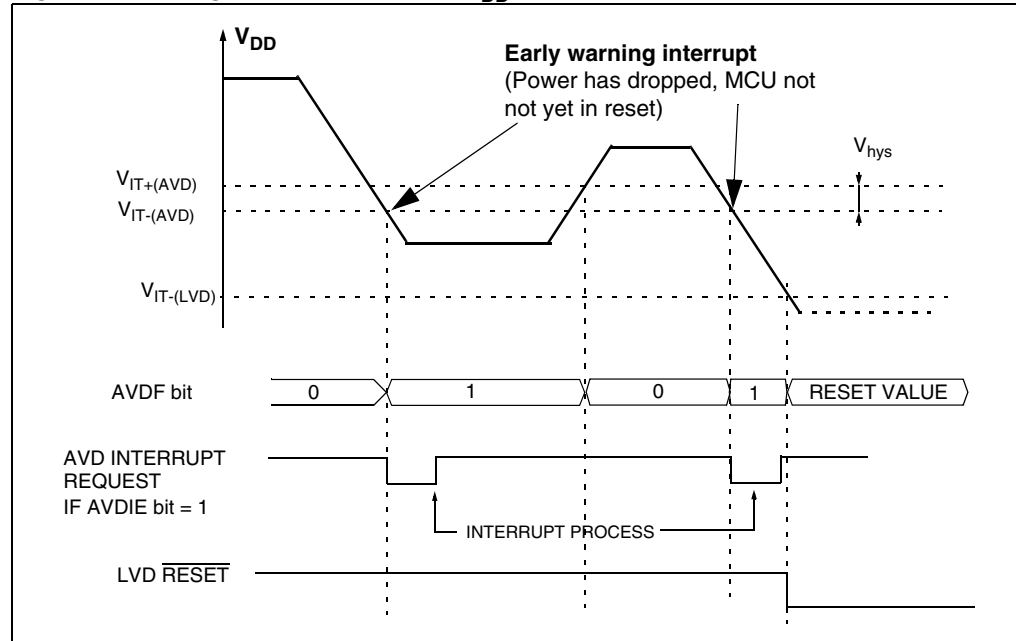 VDD
Early warning interrupt
(Power has dropped, MCU not
not yet in reset)
Vhys
VIT+(AVD)
VIT-(AVD)
VIT-(LVD)
AVDF bit
0
1
0
1
RESET VALUE
AVD INTERRUPT
REQUEST
IF AVDIE bit = 1
INTERRUPT PROCESS
LVD RESET